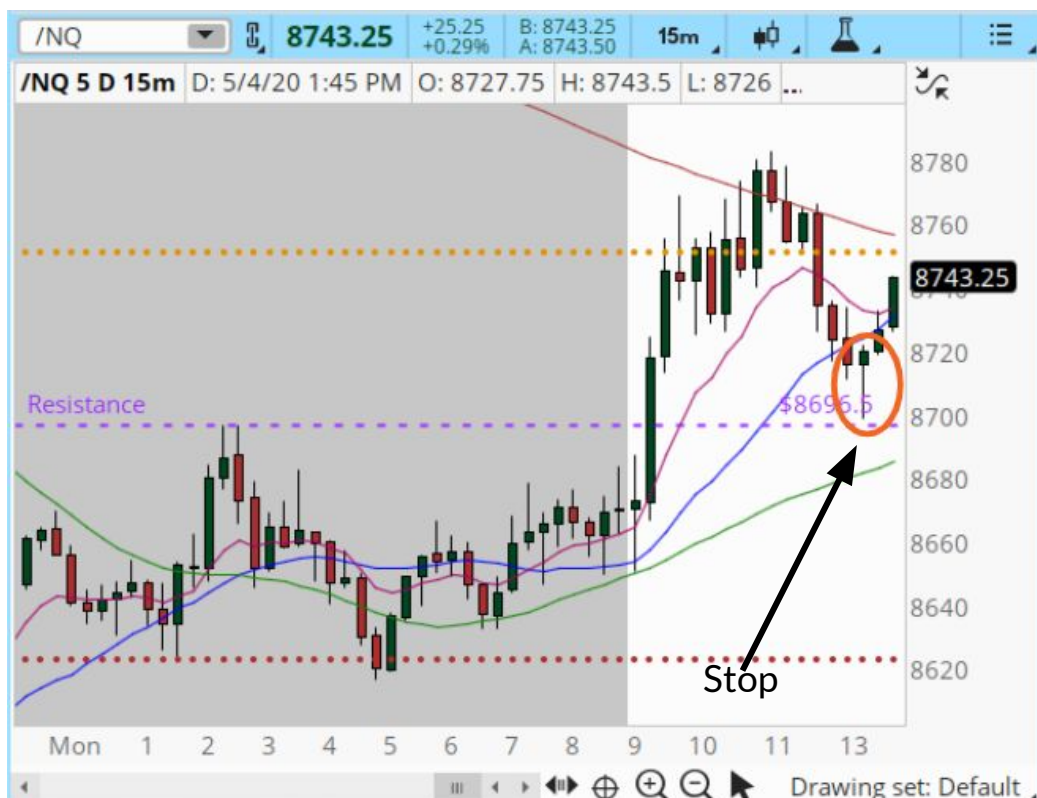 /NQ 8743.25 +25.25 B: 8743.25 15m
+0.29% A: 8743.50
/NQ 5 D 15m D: 5/4/20 1:45 PM O: 8727.75 H: 8743.5 L: 8726 ...
8780
8760
8743.25
8720
Resistance $8696.5
8700
8680
8660
8640
8620
Stop
Mon 1 2 3 4 5 6 7 8 9 10 11 13
Drawing set: Default